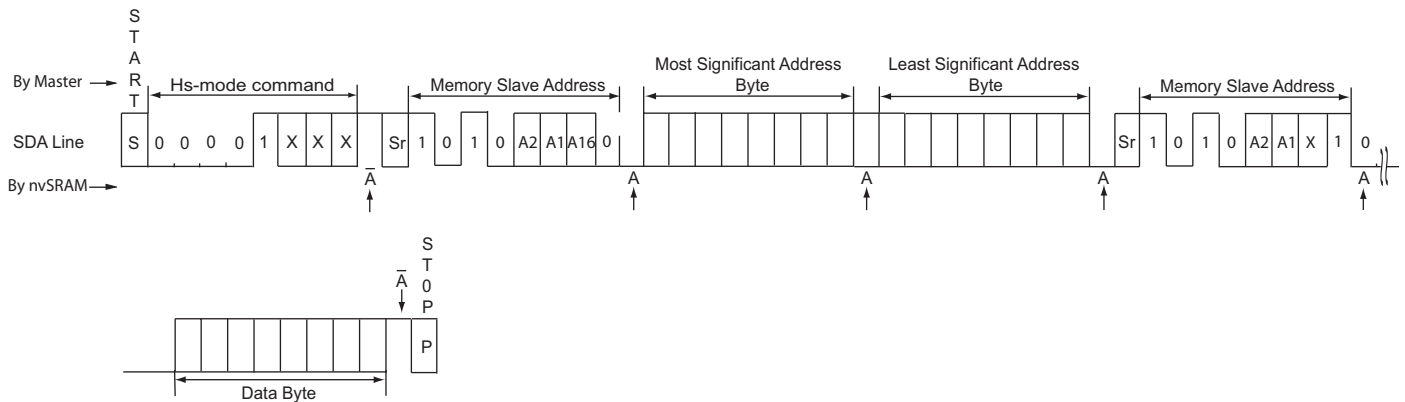 START
By Master
Hs-mode command
Memory Slave Address
Most Significant Address
Byte
Least Significant Address
Byte
Memory Slave Address
SDA Line
S 0 0 0 0 1 X X X Sr 1 0 1 0 A2 A1 A16 0 Sr 1 0 1 0 A2 A1 X 1 0
By nvSRAM
A̅
A
A
A
A
A̅
ST0P
P
Data Byte